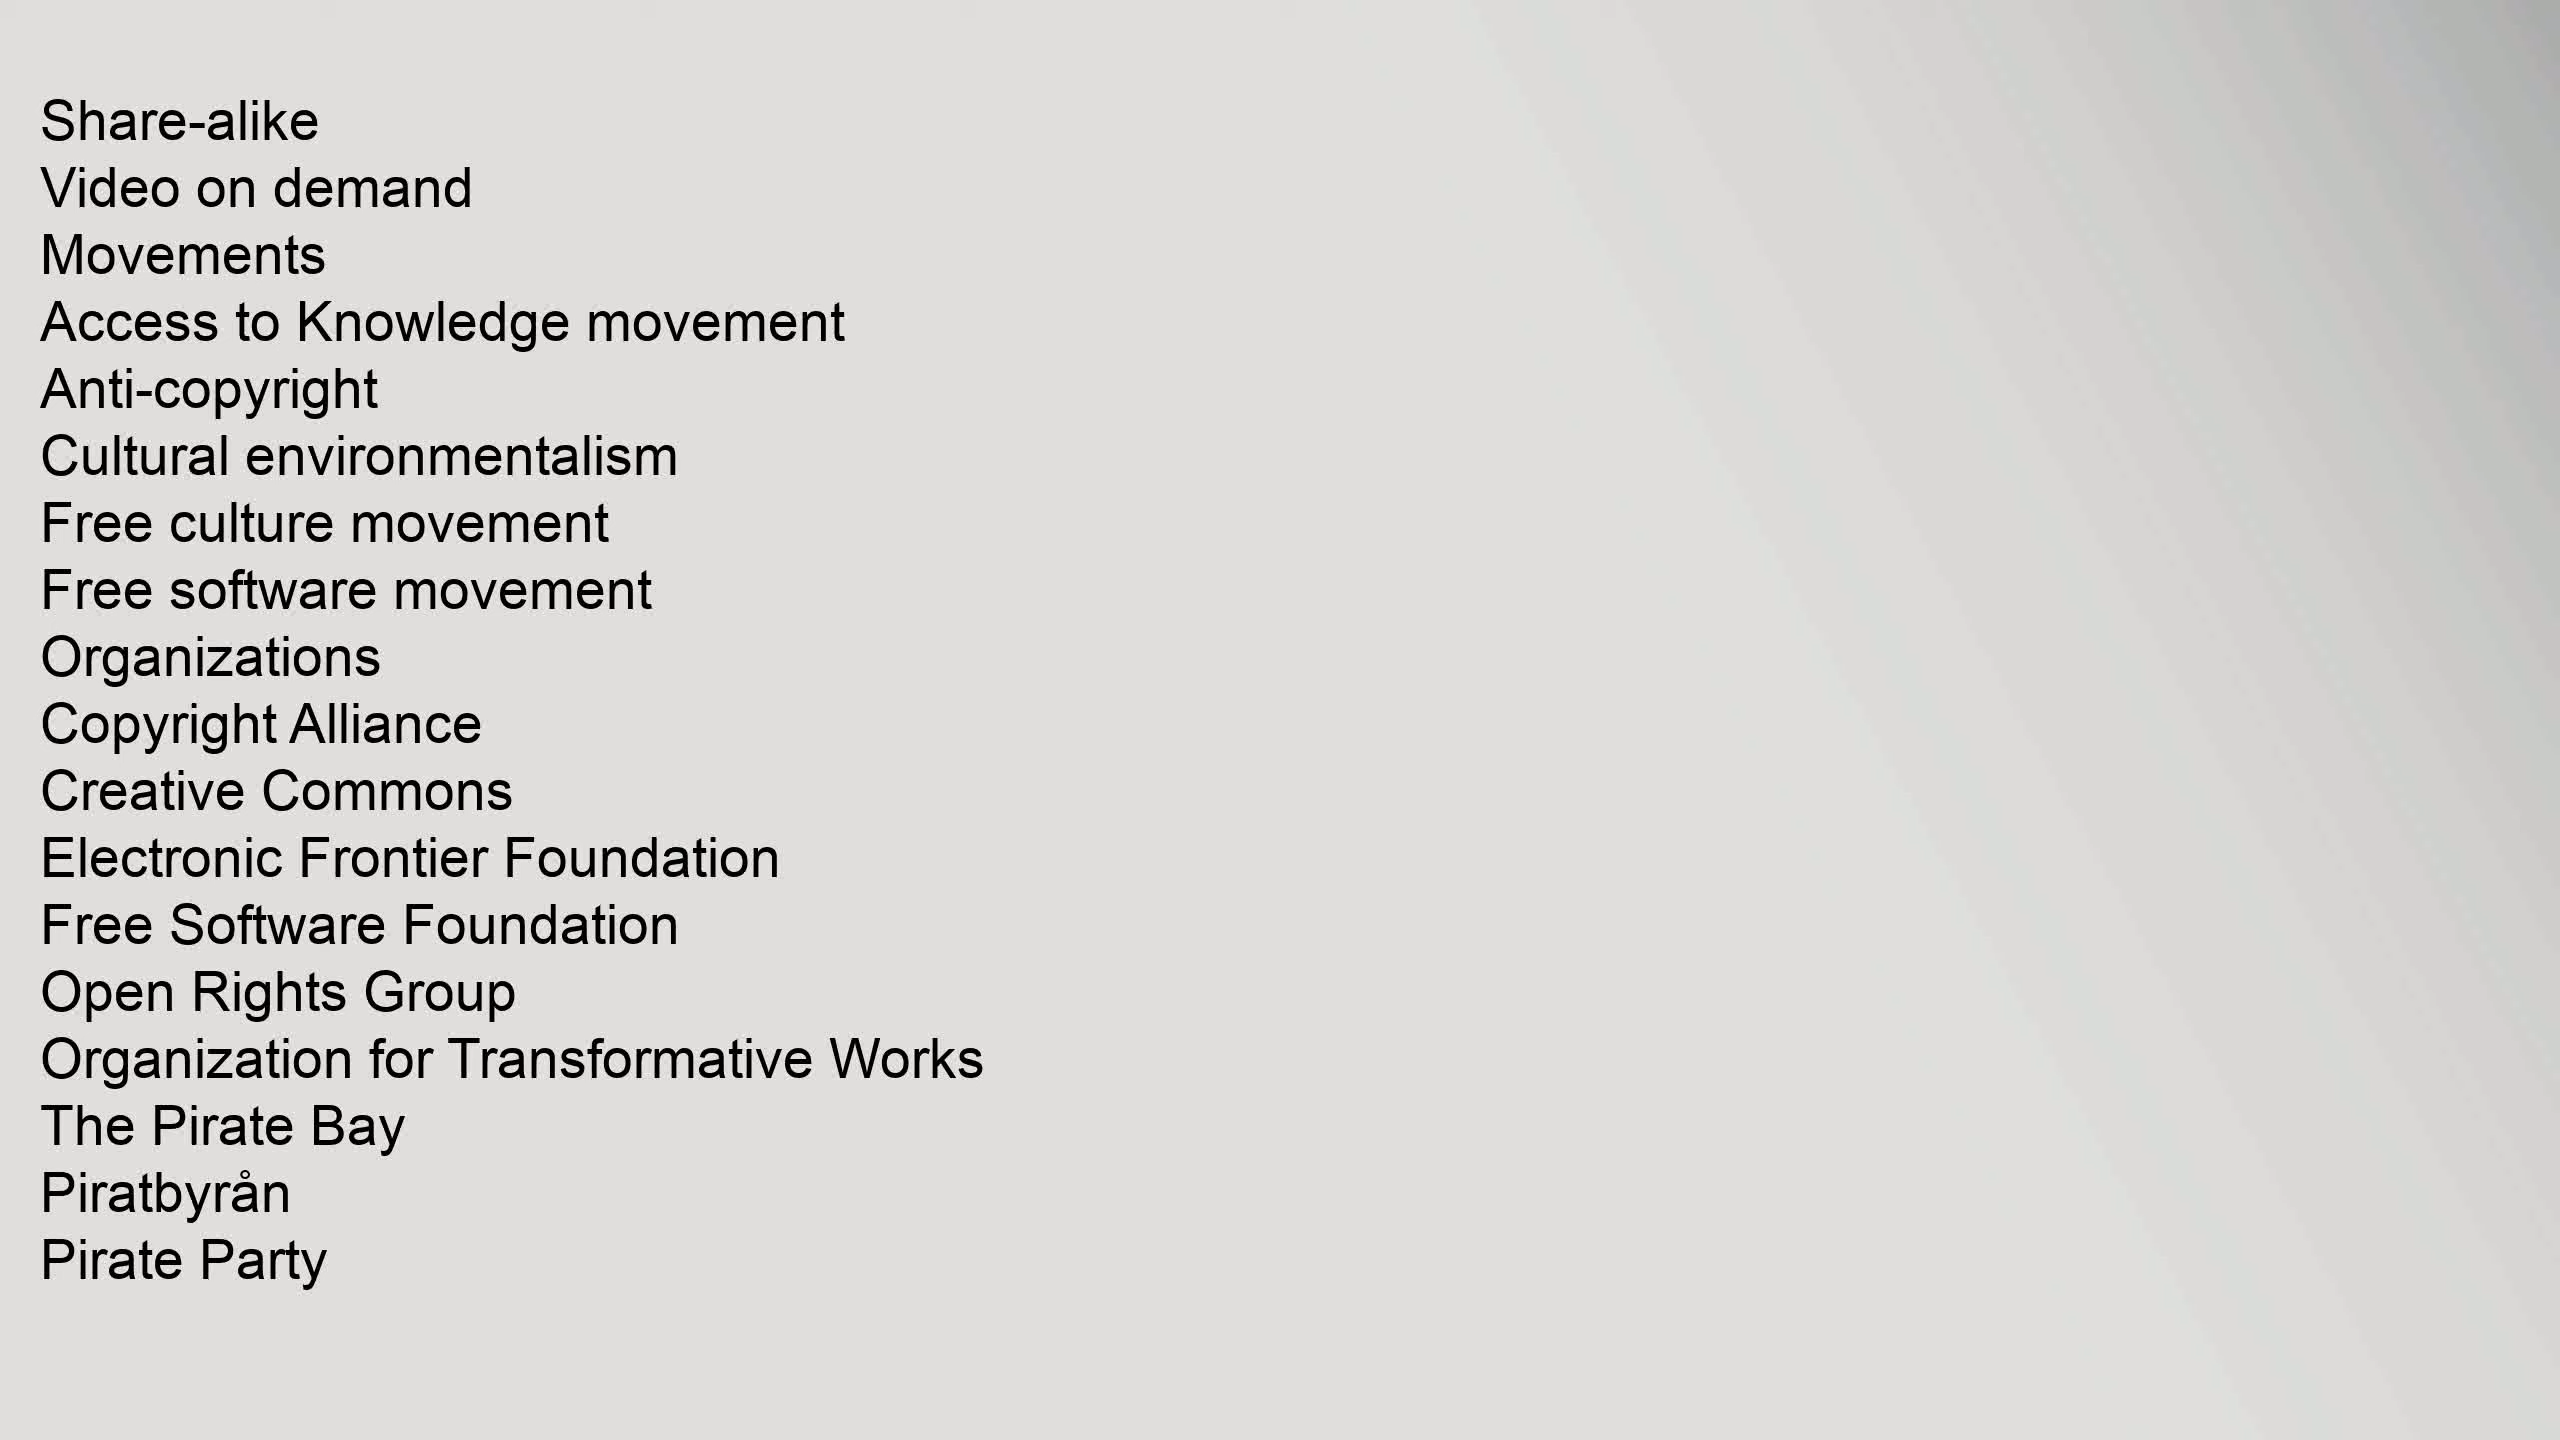 Share-alike
Video on demand
Movements
Access to Knowledge movement
Anti-copyright
Cultural environmentalism
Free culture movement
Free software movement
Organizations
Copyright Alliance
Creative Commons
Electronic Frontier Foundation
Free Software Foundation
Open Rights Group
Organization for Transformative Works
The Pirate Bay
Piratbyrån
Pirate Party